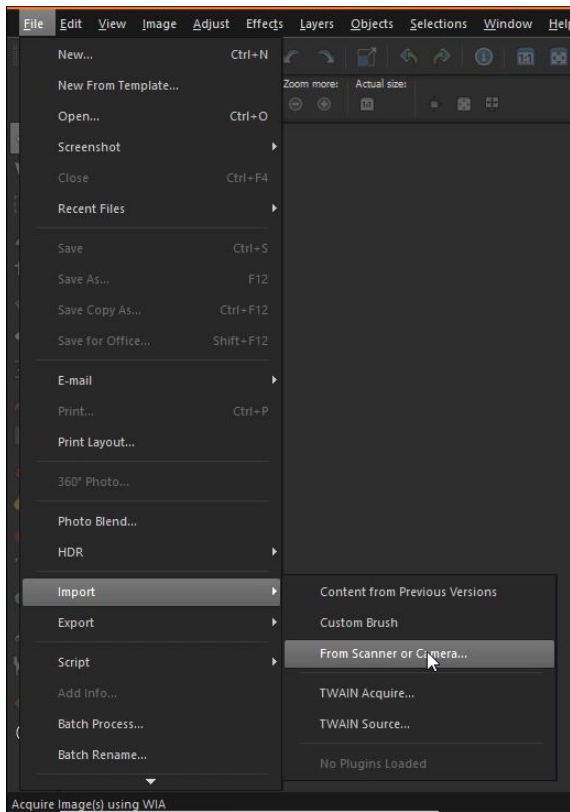 File Edit View Image Adjust Effects Layers Objects Selections Window Help
New... Ctrl+N
New From Template...
Open... Ctrl+O
Screenshot
Close Ctrl+F4
Recent Files
Save Ctrl+S
Save As... F12
Save Copy As... Ctrl+F12
Save for Office... Shift+F12
E-mail
Print... Ctrl+P
Print Layout...
360° Photo...
Photo Blend...
HDR
Import
Export
Script
Add Info...
Batch Process...
Batch Rename...
Zoom more: Actual size:
Content from Previous Versions
Custom Brush
From Scanner or Camera...
TWAIN Acquire...
TWAIN Source...
No Plugins Loaded
Acquire Image(s) using WIA